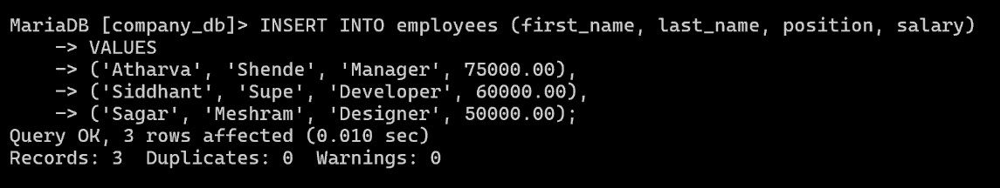 MariaDB [company_db]> INSERT INTO employees (first_name, last_name, position, salary)
    -> VALUES
    -> ('Atharva', 'Shende', 'Manager', 75000.00),
    -> ('Siddhant', 'Supe', 'Developer', 60000.00),
    -> ('Sagar', 'Meshram', 'Designer', 50000.00);
Query OK, 3 rows affected (0.010 sec)
Records: 3  Duplicates: 0  Warnings: 0